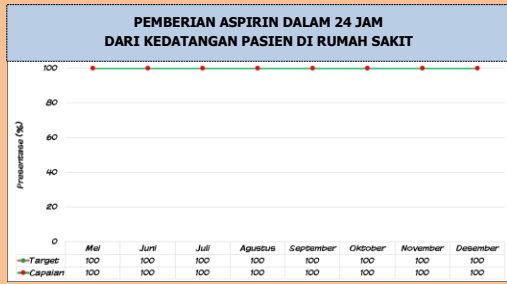 PEMBERIAN ASPIRIN DALAM 24 JAM
DARI KEDATANGAN PASIEN DI RUMAH SAKIT
Presentase (%)
100
80
60
40
20
0
Mei Juni Juli Agustus September Oktober November Desember
Target 100 100 100 100 100 100 100 100
Capaian 100 100 100 100 100 100 100 100